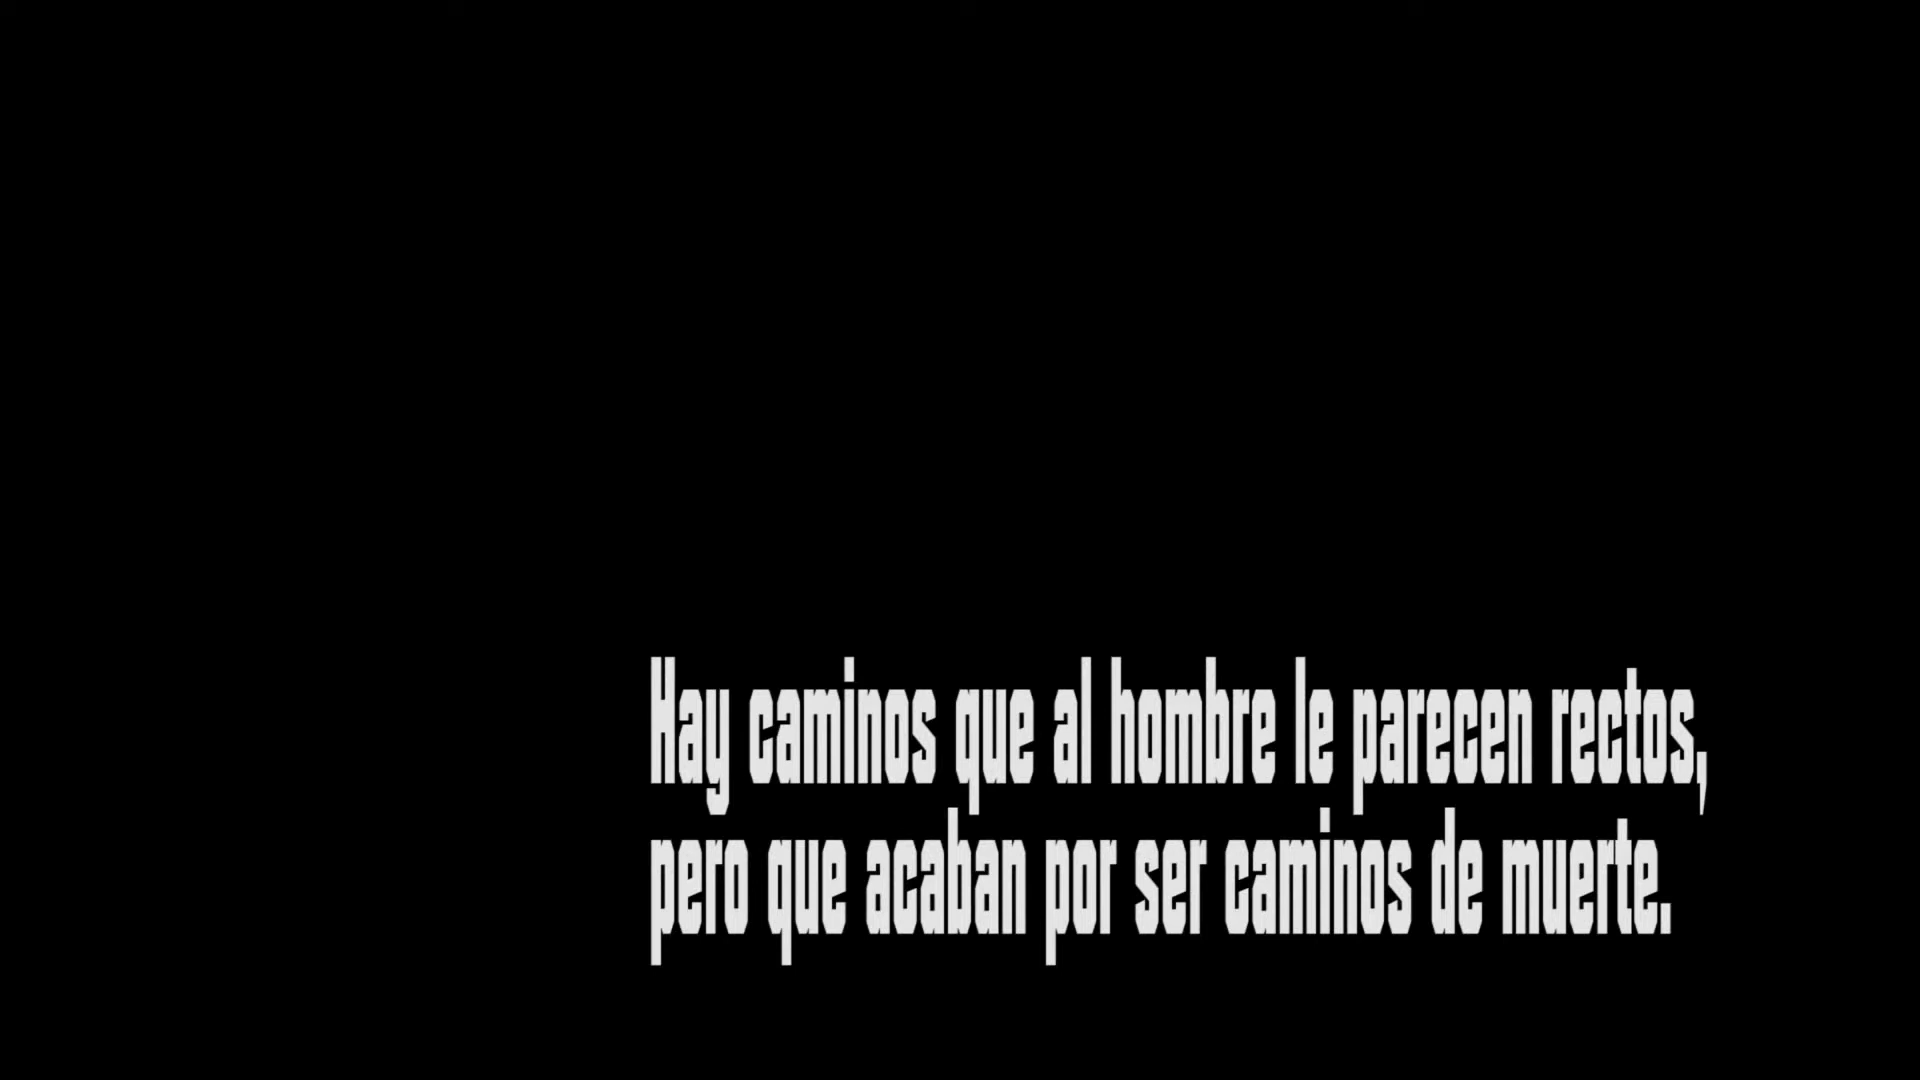 Hay caminos que al hombre le parecen rectos,
pero que acaban por ser caminos de muerte.